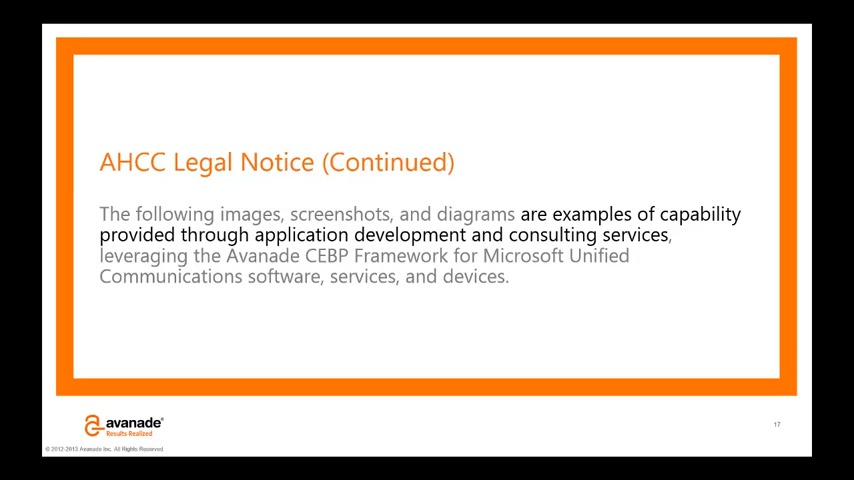 AHCC Legal Notice (Continued)
The following images, screenshots, and diagrams are examples of capability
provided through application development and consulting services,
leveraging the Avanade CEBP Framework for Microsoft Unified
Communications software, services, and devices.
avanade®
Results Realized
17
© 2012-2013 Avanade Inc. All Rights Reserved